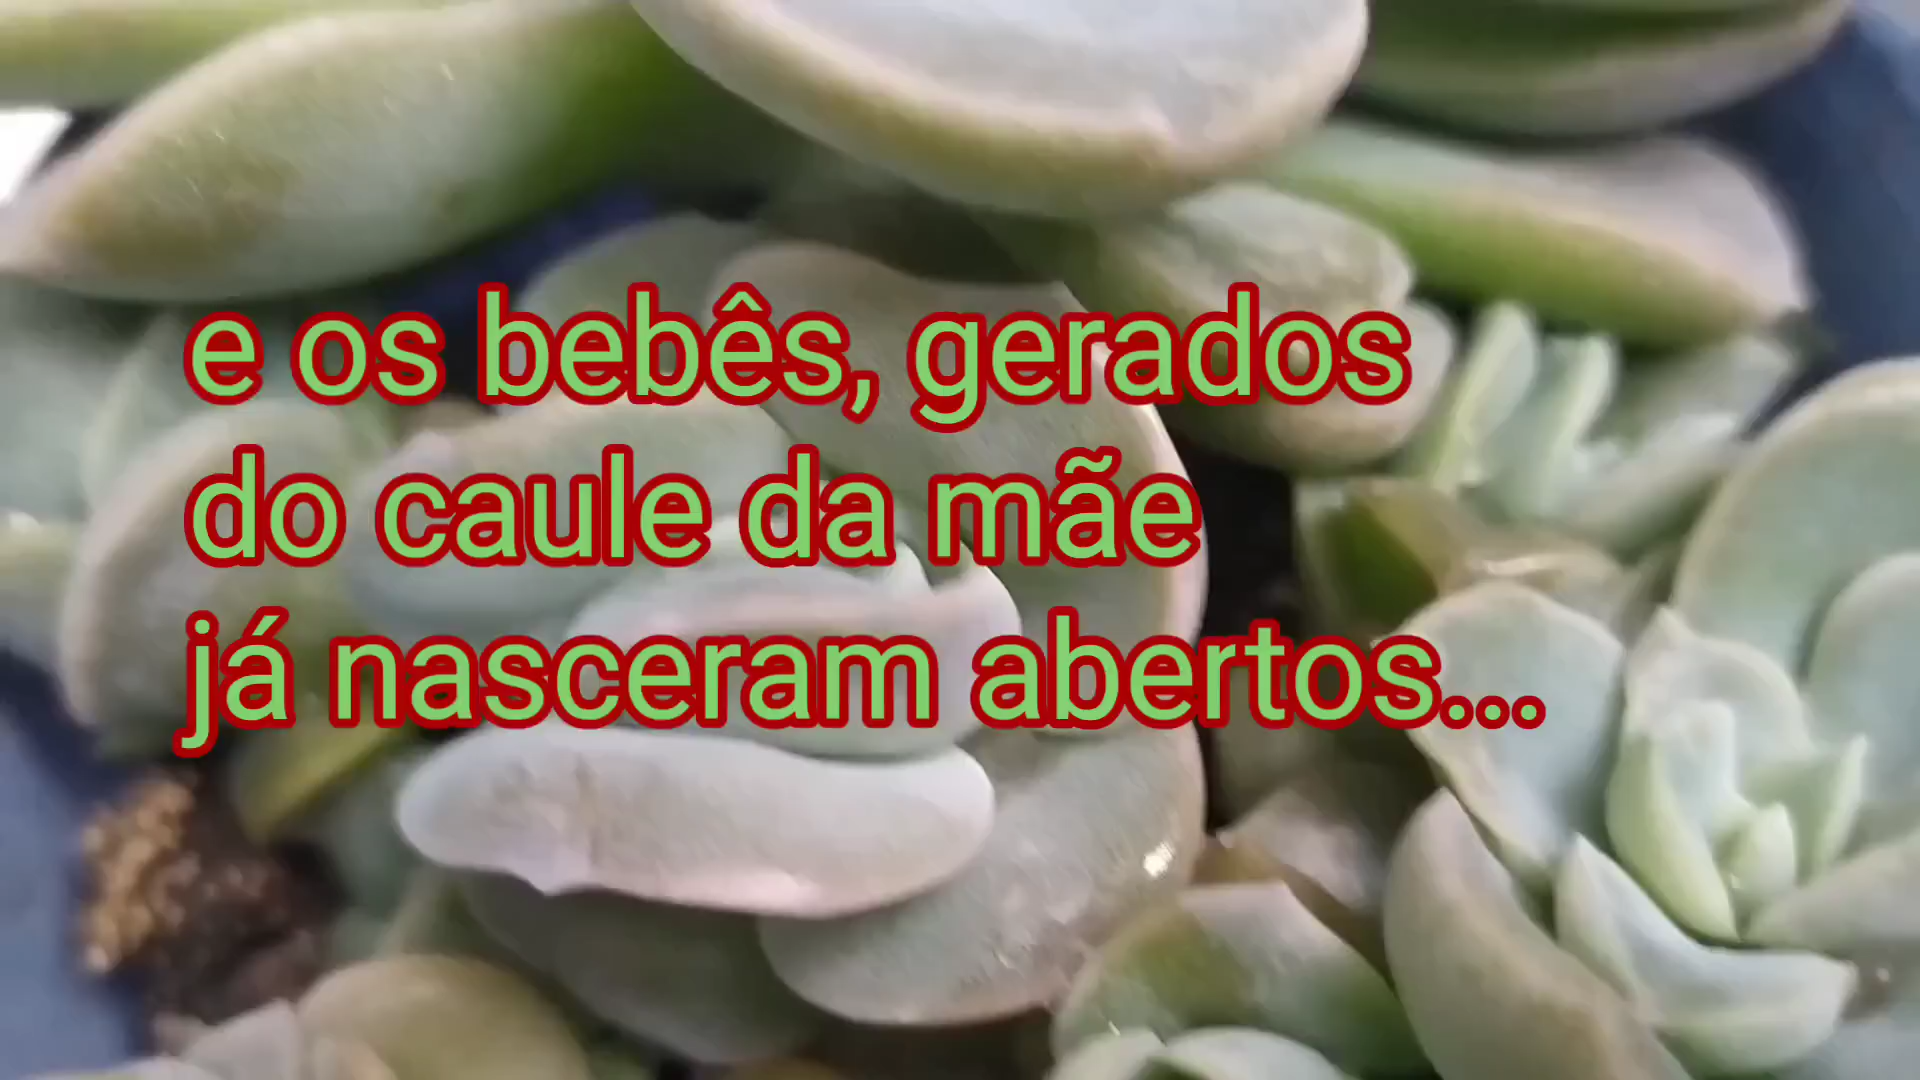 e os bebês, gerados
do caule da mãe
já nasceram abertos...